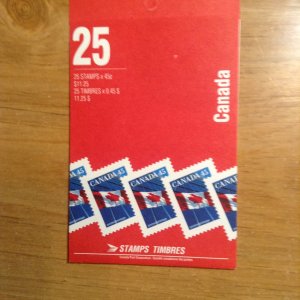 25
25 STAMPS x 45¢
$11.25
25 TIMBRES x 0,45 $
11,25 $
Canada
CANADA 45
CANADA 45
CANADA 45
CANADA 45
STAMPS TIMBRES